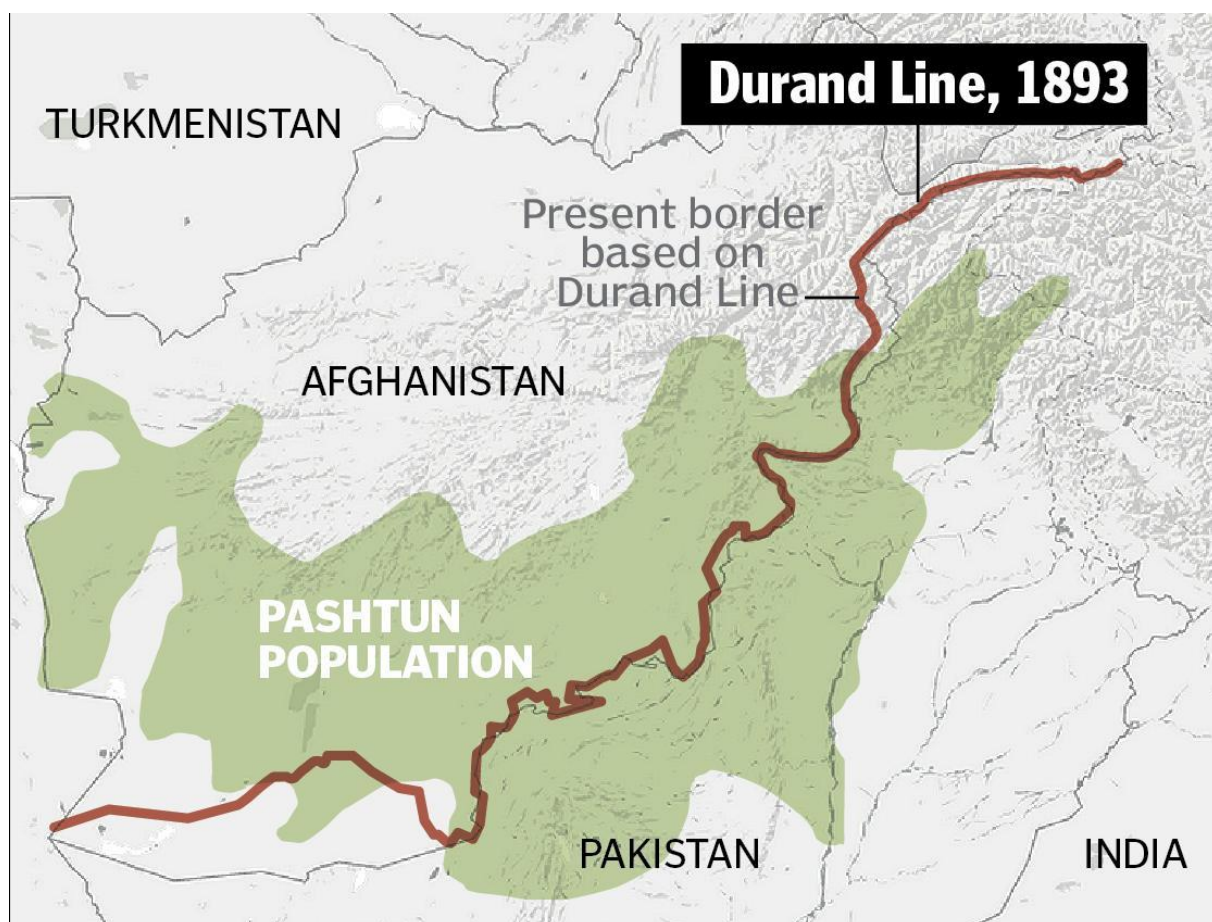 Durand Line, 1893
TURKMENISTAN
Present border
based on
Durand Line
AFGHANISTAN
PASHTUN
POPULATION
PAKISTAN
INDIA